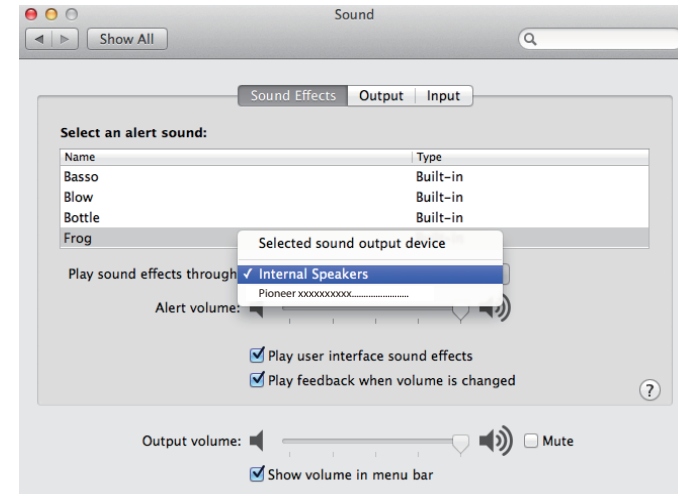 Sound
Show All
Sound Effects Output Input
Select an alert sound:
Name Type
Basso Built-in
Blow Built-in
Bottle Built-in
Frog
Selected sound output device
Play sound effects through ✓ Internal Speakers
Pioneer xxxxxxxxxx........................
Alert volume:
Play user interface sound effects
Play feedback when volume is changed
?
Output volume: Mute
Show volume in menu bar